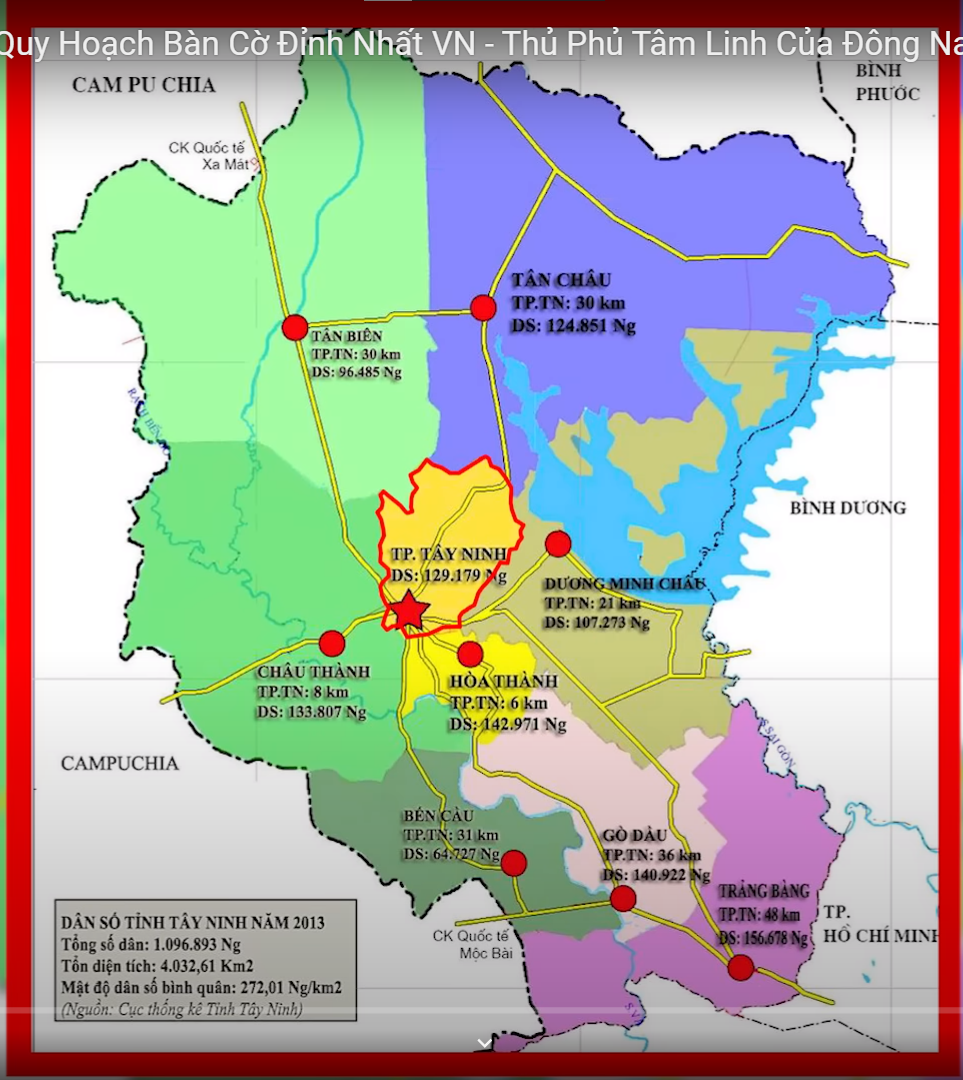 Quy Hoạch Bàn Cờ Đỉnh Nhất VN - Thủ Phủ Tâm Linh Của Đông Na
CAM PU CHIA
BÌNH
PHƯỚC
CK Quốc tế
Xa Mát
TÂN CHÂU
TP.TN: 30 km
DS: 124.851 Ng
TÂN BIÊN
TP.TN: 30 km
DS: 96.485 Ng
RẠCH BẾN
BÌNH DƯƠNG
TP. TÂY NINH
DS: 129.179 Ng
DƯƠNG MINH CHÂU
TP.TN: 21 km
DS: 107.273 Ng
CHÂU THÀNH
TP.TN: 8 km
DS: 133.807 Ng
HÒA THÀNH
TP.TN: 6 km
DS: 142.971 Ng
S SÀI GÒN
CAMPUCHIA
BẾN CẦU
TP.TN: 31 km
DS: 64.727 Ng
GÒ DẦU
TP.TN: 36 km
DS: 140.922 Ng
TRẢNG BÀNG
TP.TN: 48 km
DS: 156.678 Ng
TP.
HỒ CHÍ MINH
CK Quốc tế
Mộc Bài
DÂN SỐ TỈNH TÂY NINH NĂM 2013
Tổng số dân: 1.096.893 Ng
Tổn diện tích: 4.032,61 Km2
Mật độ dân số bình quân: 272,01 Ng/km2
(Nguồn: Cục thống kê Tỉnh Tây Ninh)